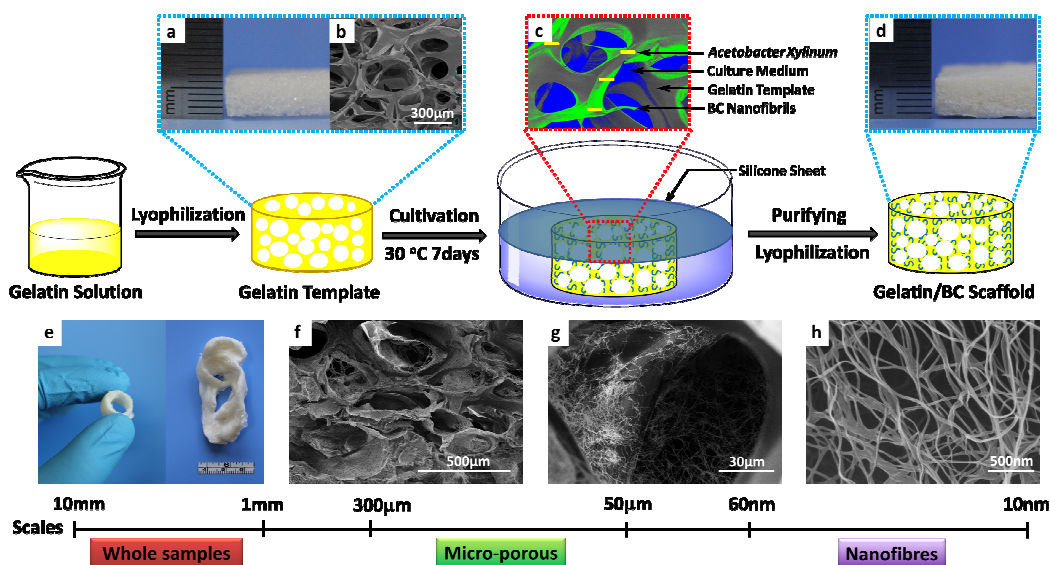 a
b
c
d
mm
300μm
Acetobacter Xylinum
Culture Medium
Gelatin Template
BC Nanofibrils
Silicone Sheet
Lyophilization
Cultivation
30 °C 7days
Purifying
Lyophilization
Gelatin Solution
Gelatin Template
Gelatin/BC Scaffold
e
f
g
h
500μm
30μm
500nm
10mm
1mm
300μm
50μm
60nm
10nm
Scales
Whole samples
Micro-porous
Nanofibres